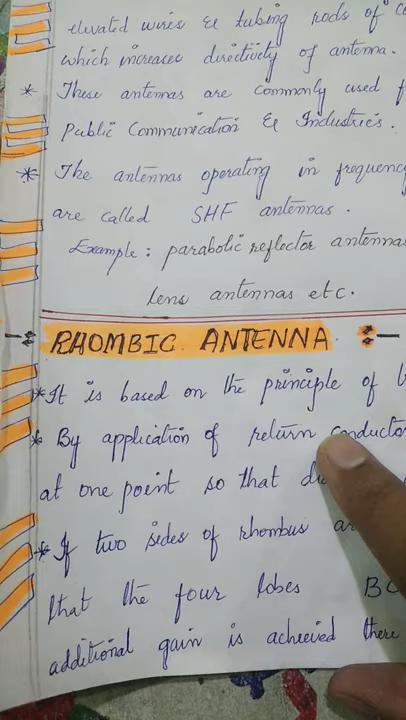 elevated wires & tubing rods of
which increases directivity of antenna.
* These antennas are commonly used
Public Communication & Industries.
* The antennas operating in frequency
are called SHF antennas.
Example: parabolic reflector antennas
lens antennas etc.
RHOMBIC ANTENNA
* It is based on the principle of
* By application of return conductor
at one point so that
* If two sides of rhombus
that the four lobes
additional gain is achieved there